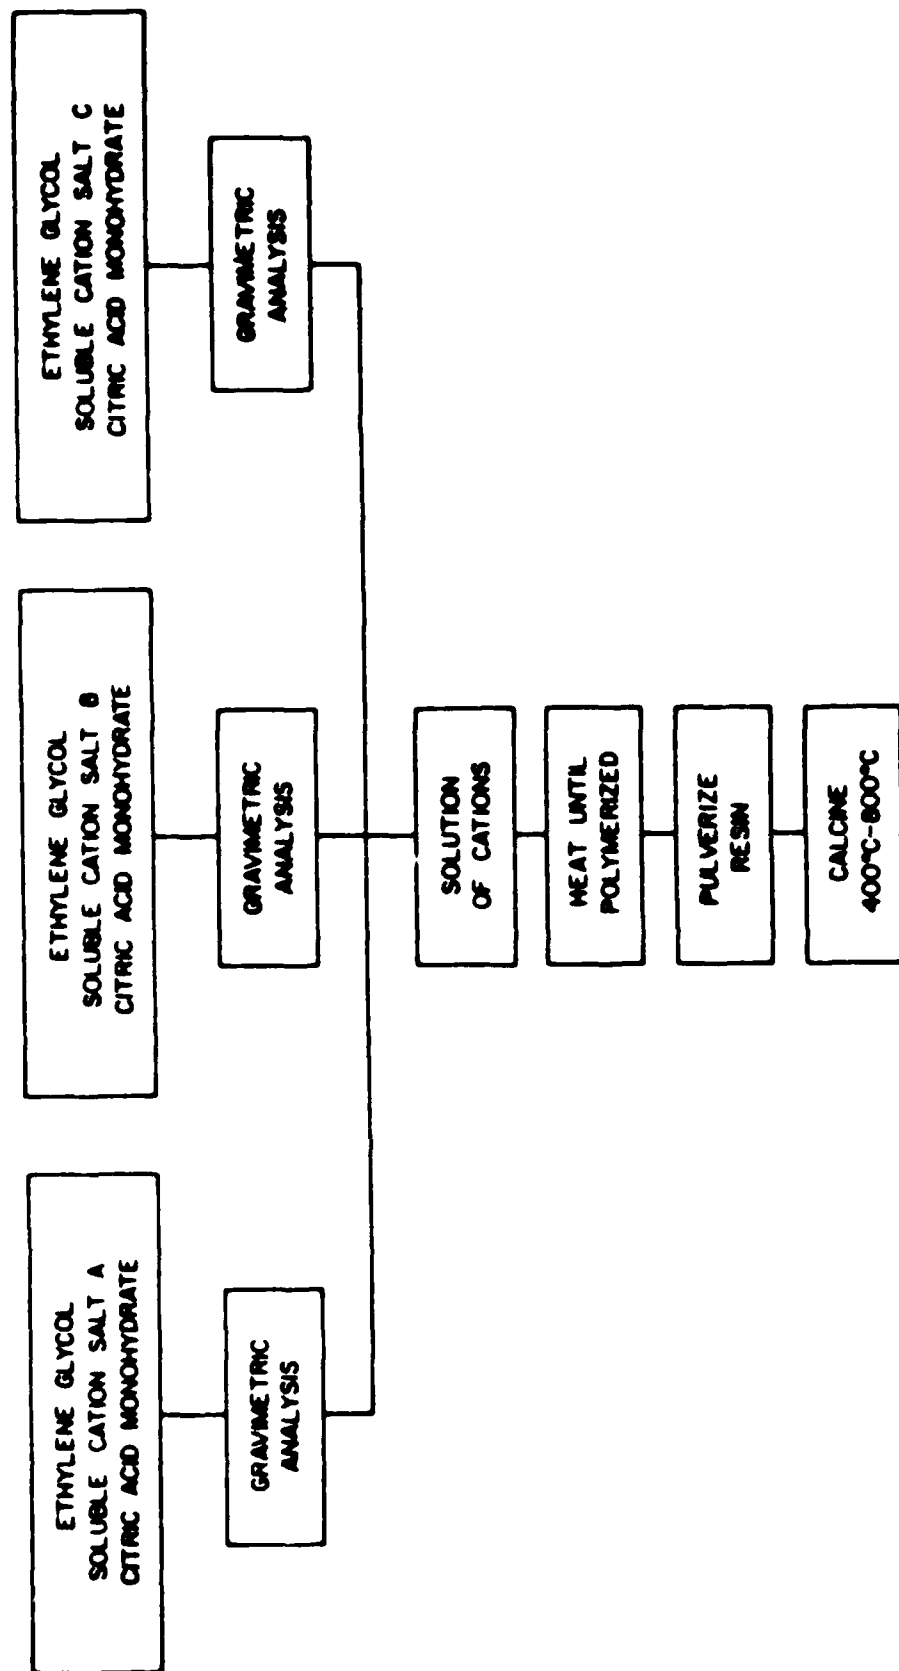 ETHYLENE GLYCOL
SOLUBLE CATION SALT A
CITRIC ACID MONOHYDRATE
ETHYLENE GLYCOL
SOLUBLE CATION SALT B
CITRIC ACID MONOHYDRATE
ETHYLENE GLYCOL
SOLUBLE CATION SALT C
CITRIC ACID MONOHYDRATE
GRAVIMETRIC
ANALYSIS
GRAVIMETRIC
ANALYSIS
GRAVIMETRIC
ANALYSIS
SOLUTION
OF CATIONS
HEAT UNTIL
POLYMERIZED
PULVERIZE
RESIN
CALCINE
400°C-800°C